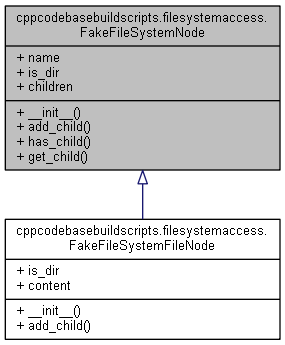 cppcodebasebuildscripts.filesystemaccess.
FakeFileSystemNode
+ name
+ is_dir
+ children
+ __init__()
+ add_child()
+ has_child()
+ get_child()
cppcodebasebuildscripts.filesystemaccess.
FakeFileSystemFileNode
+ is_dir
+ content
+ __init__()
+ add_child()